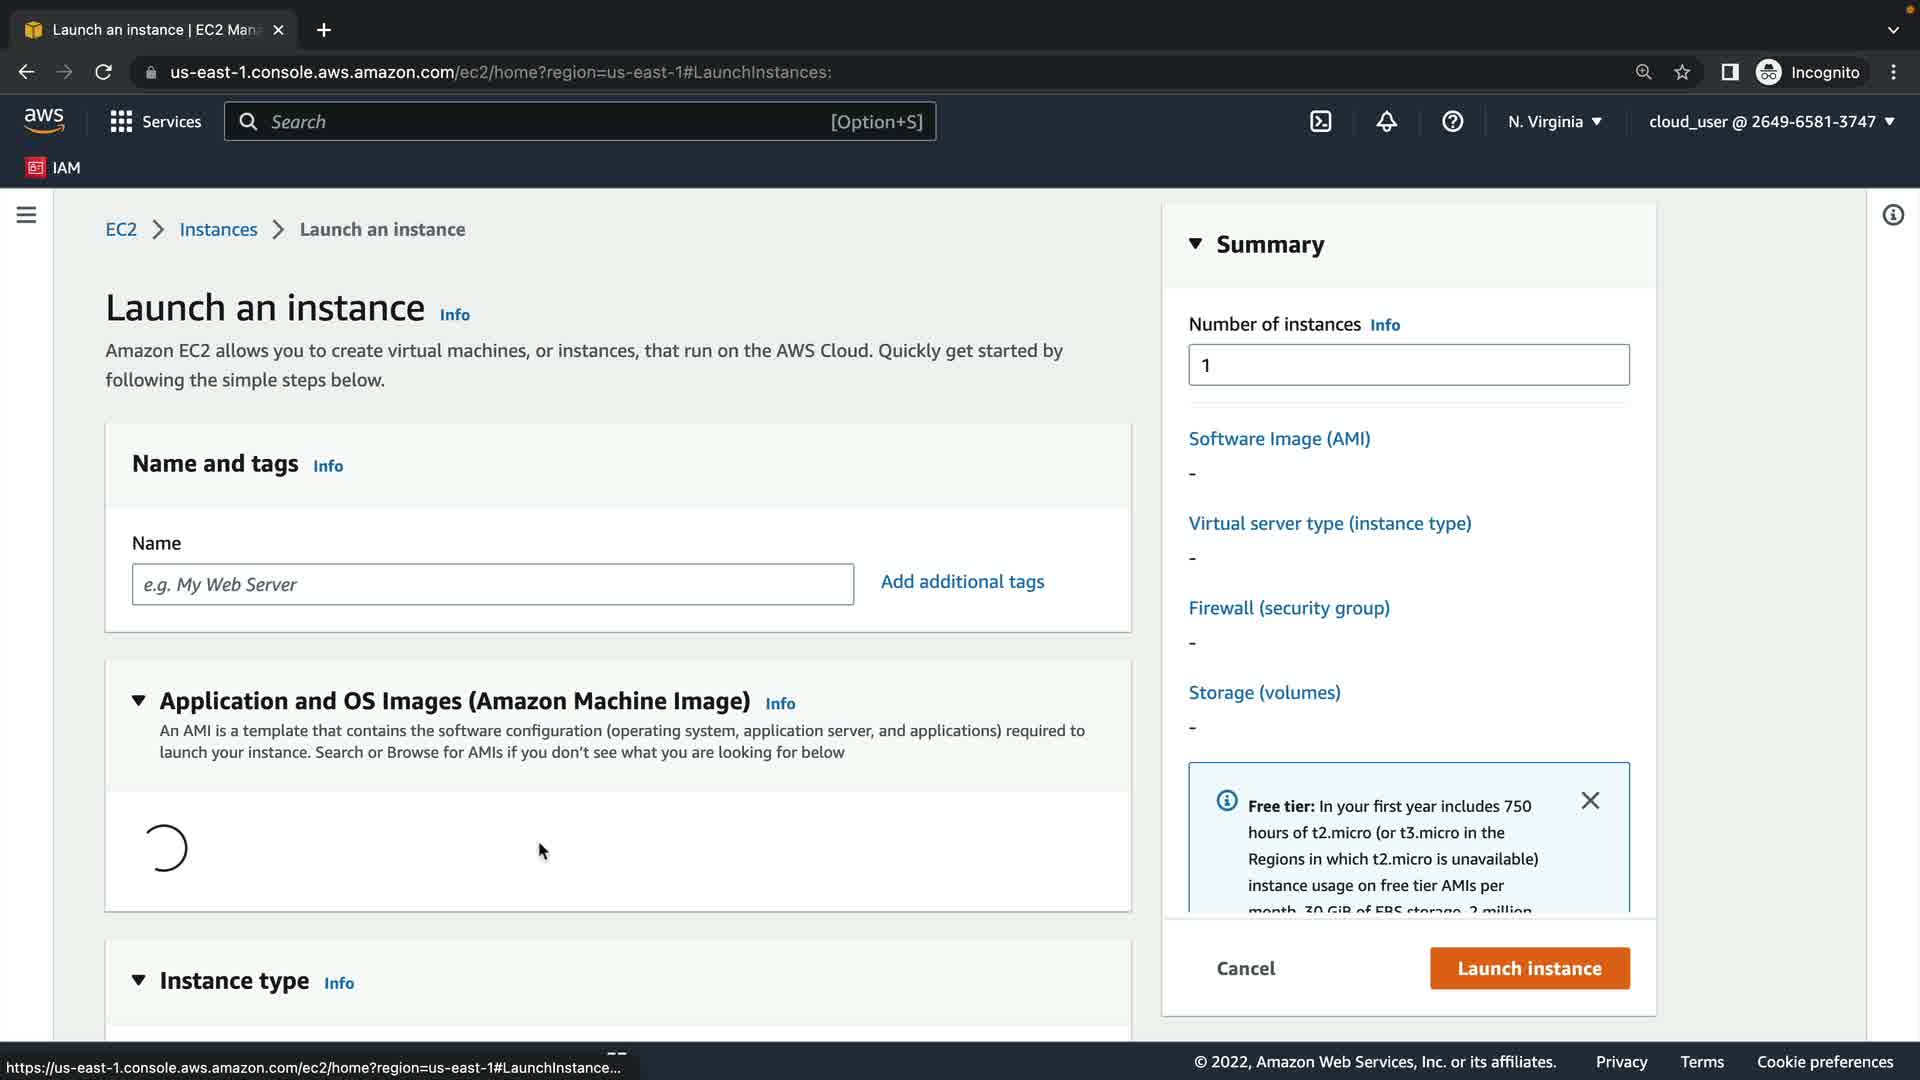 Launch an instance | EC2 Man
us-east-1.console.aws.amazon.com/ec2/home?region=us-east-1#LaunchInstances:
Incognito
aws
Services
Search
[Option+S]
N. Virginia
cloud_user @ 2649-6581-3747
IAM
EC2
Instances
Launch an instance
Launch an instance
Info
Amazon EC2 allows you to create virtual machines, or instances, that run on the AWS Cloud. Quickly get started by
following the simple steps below.
Name and tags
Info
Name
e.g. My Web Server
Add additional tags
Application and OS Images (Amazon Machine Image)
Info
An AMI is a template that contains the software configuration (operating system, application server, and applications) required to
launch your instance. Search or Browse for AMIs if you don't see what you are looking for below
Instance type
Info
Summary
Number of instances
Info
1
Software Image (AMI)
-
Virtual server type (instance type)
-
Firewall (security group)
-
Storage (volumes)
-
Free tier: In your first year includes 750
hours of t2.micro (or t3.micro in the
Regions in which t2.micro is unavailable)
instance usage on free tier AMIs per
month, 30 GiB of EBS storage, 2 million
Cancel
Launch instance
https://us-east-1.console.aws.amazon.com/ec2/home?region=us-east-1#LaunchInstance...
© 2022, Amazon Web Services, Inc. or its affiliates.
Privacy
Terms
Cookie preferences